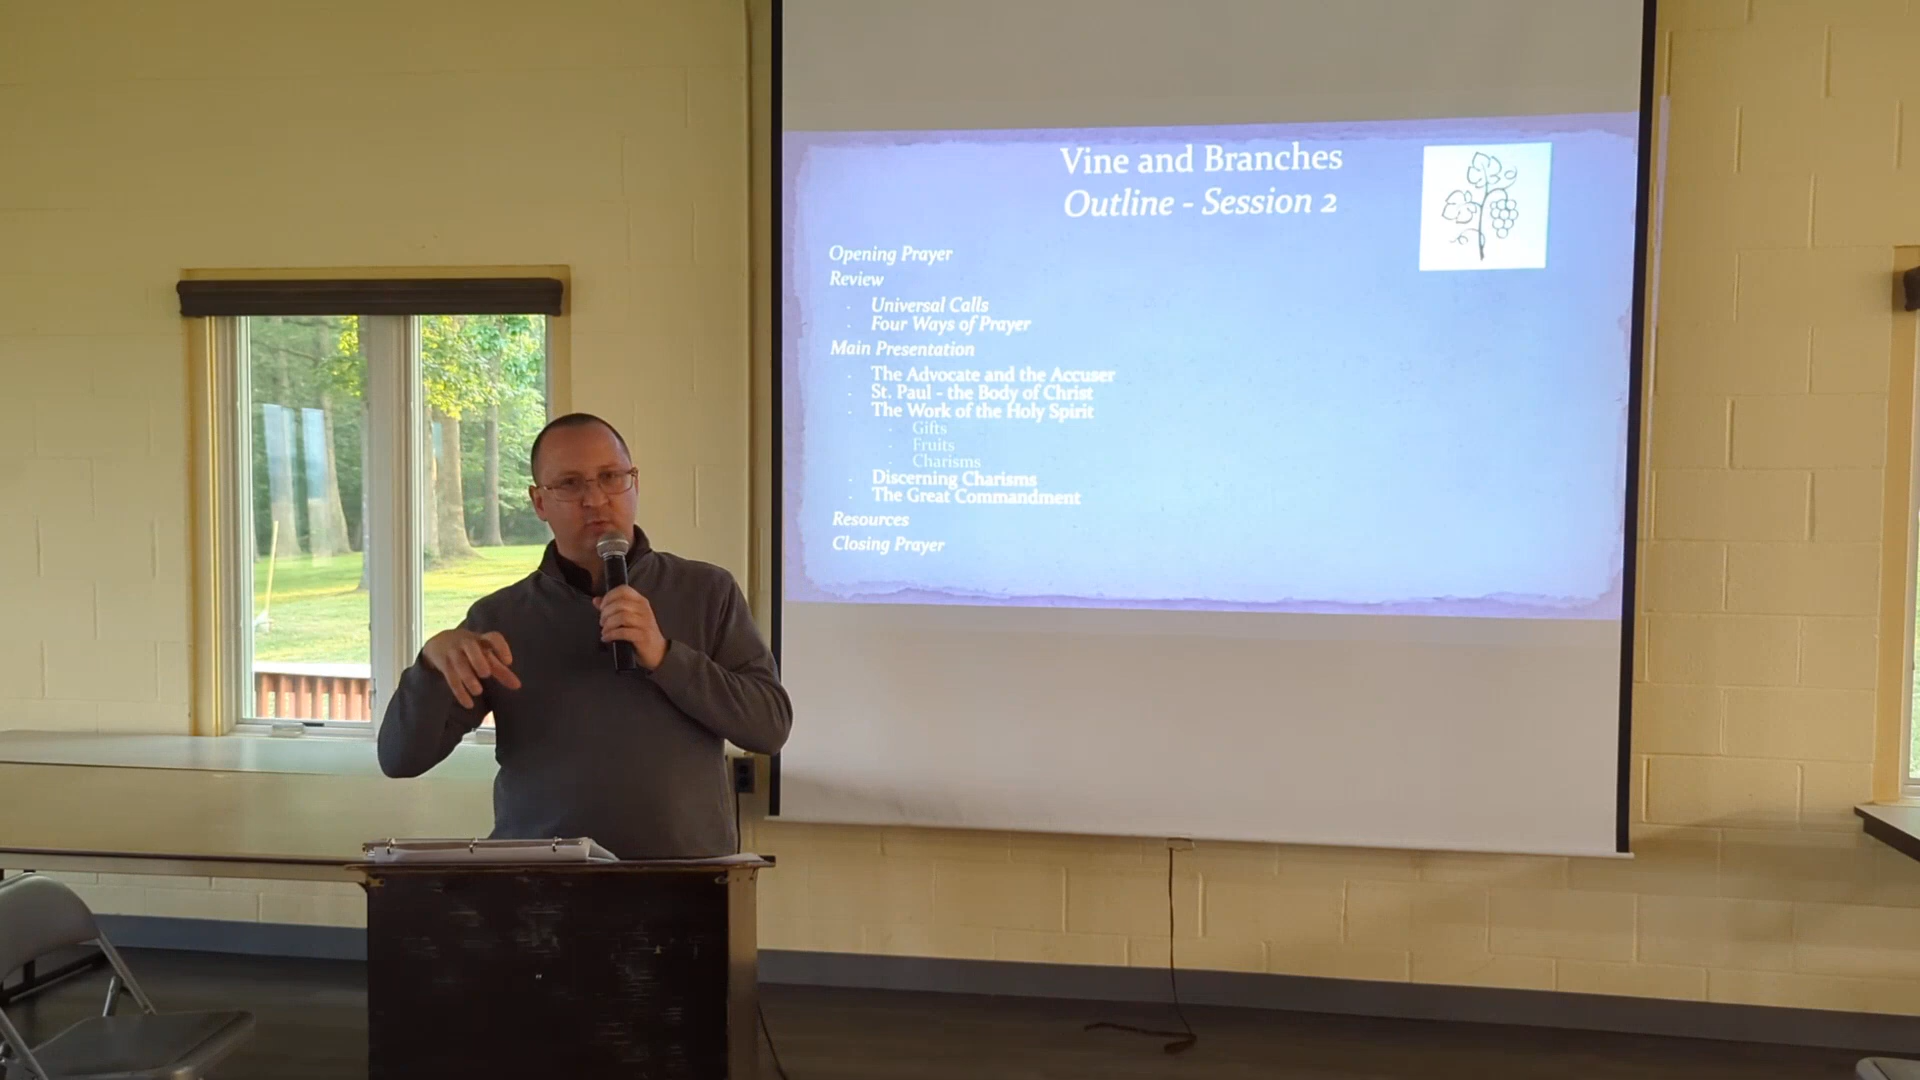 Vine and Branches
Outline - Session 2
Opening Prayer
Review
Universal Calls
Four Ways of Prayer
Main Presentation
The Advocate and the Accuser
St. Paul - the Body of Christ
The Work of the Holy Spirit
Gifts
Fruits
Charisms
Discerning Charisms
The Great Commandment
Resources
Closing Prayer